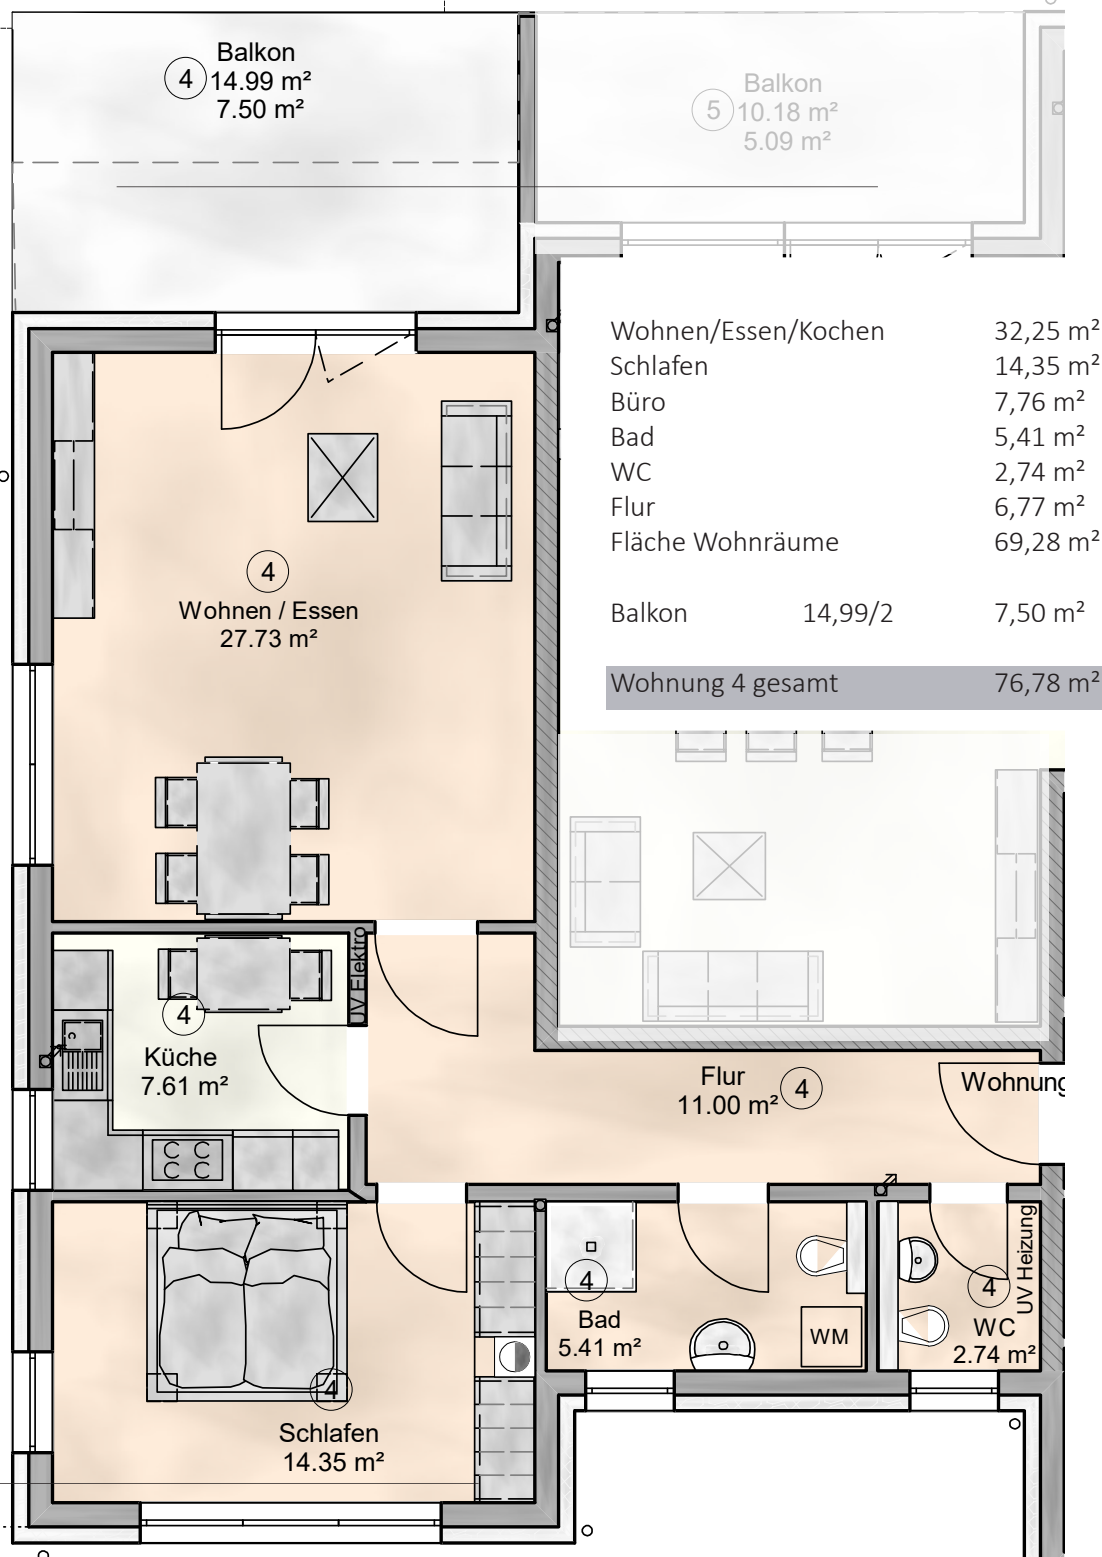 Balkon
4 14.99 m²
7.50 m²
Balkon
5 10.18 m²
5.09 m²
Wohnen/Essen/Kochen 32,25 m²
Schlafen 14,35 m²
Büro 7,76 m²
Bad 5,41 m²
WC 2,74 m²
Flur 6,77 m²
Fläche Wohnräume 69,28 m²
Balkon 14,99/2 7,50 m²
Wohnung 4 gesamt 76,78 m²
4
Wohnen / Essen
27.73 m²
UV Elektro
4
Küche
7.61 m²
Flur
11.00 m² 4
Wohnung
4
Schlafen
14.35 m²
4
Bad
5.41 m²
WM
UV Heizung
4
WC
2.74 m²